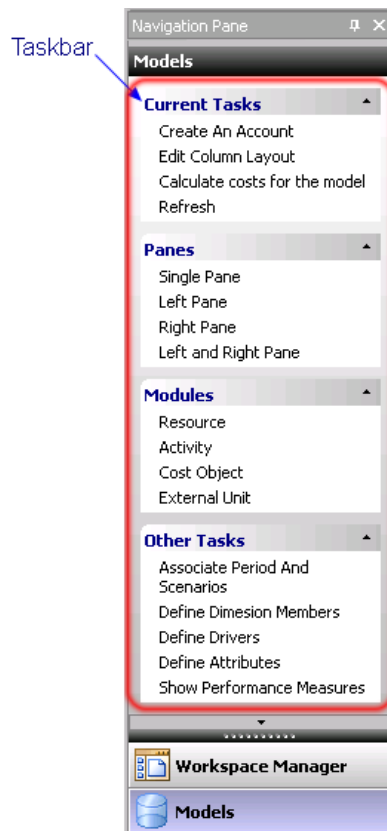 Navigation Pane
Taskbar
Models
Current Tasks
Create An Account
Edit Column Layout
Calculate costs for the model
Refresh
Panes
Single Pane
Left Pane
Right Pane
Left and Right Pane
Modules
Resource
Activity
Cost Object
External Unit
Other Tasks
Associate Period And
Scenarios
Define Dimesion Members
Define Drivers
Define Attributes
Show Performance Measures
Workspace Manager
Models